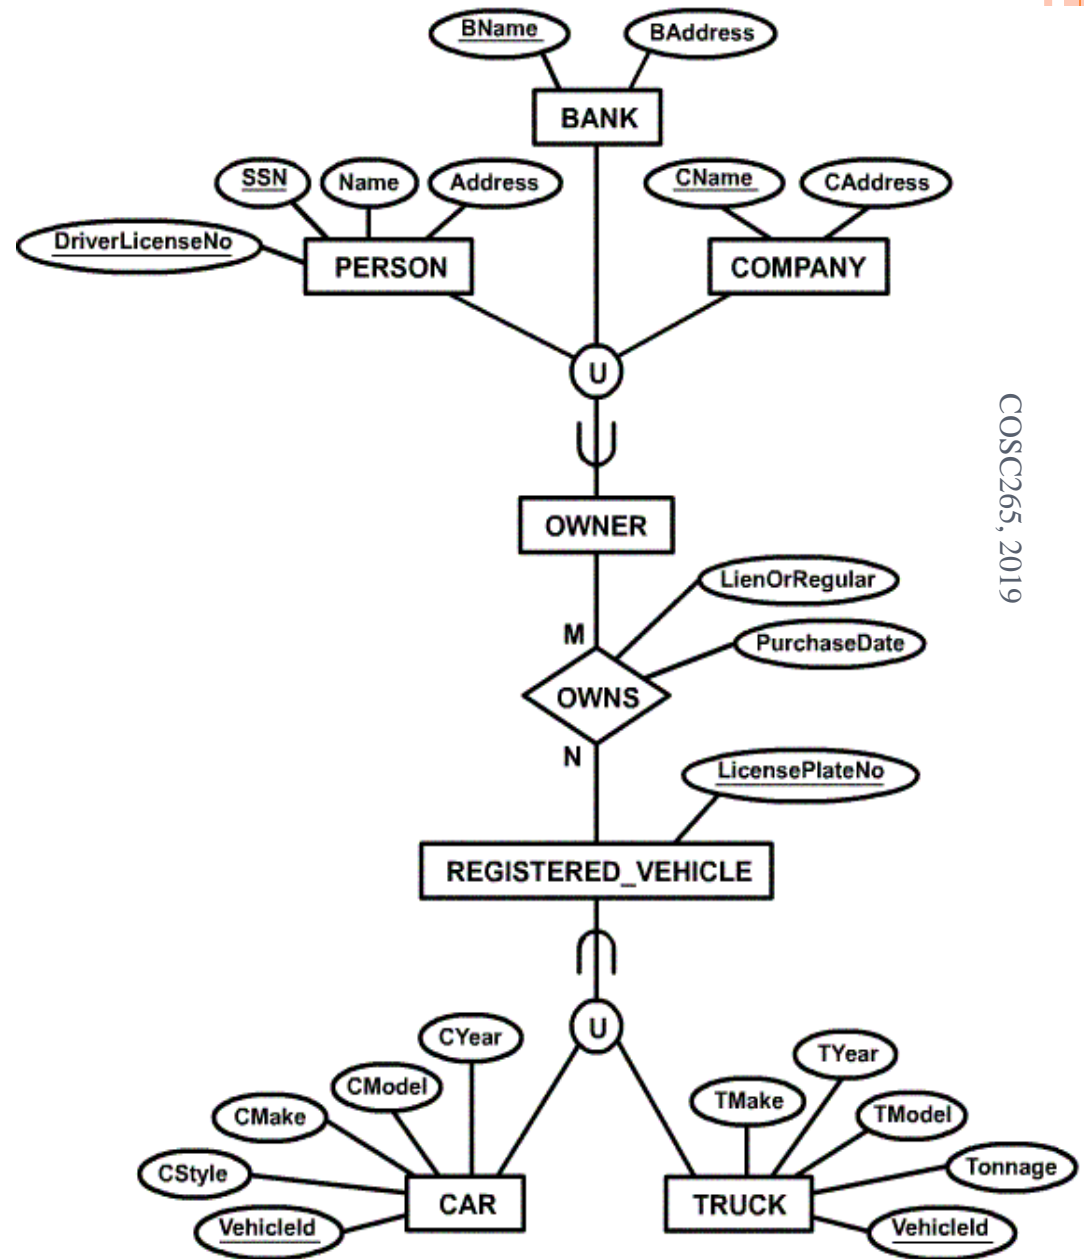 BName
BAddress
BANK
SSN
Name
Address
CName
CAddress
DriverLicenseNo
PERSON
COMPANY
U
COSC265, 2019
OWNER
LienOrRegular
M
PurchaseDate
OWNS
N
LicensePlateNo
REGISTERED_VEHICLE
U
CYear
TYear
CModel
TMake
CMake
TModel
CStyle
Tonnage
CAR
TRUCK
VehicleId
VehicleId